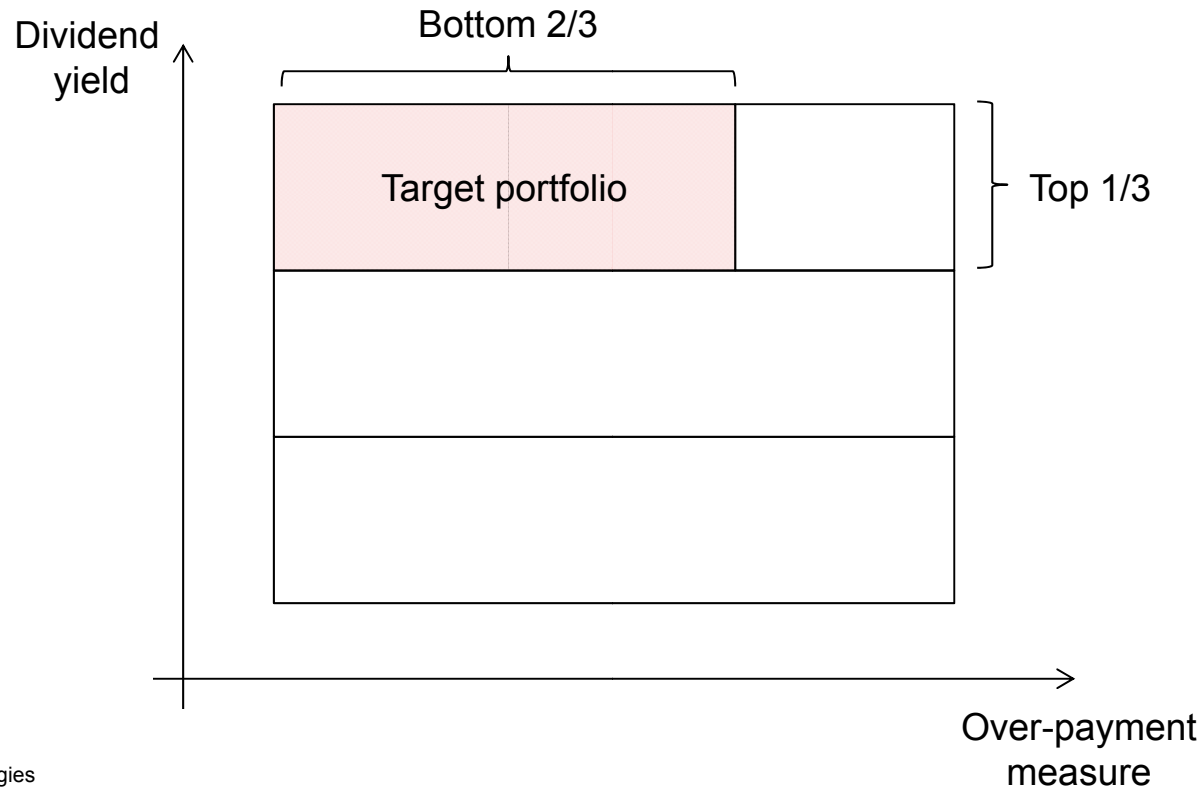 Dividend
yield
Bottom 2/3
Target portfolio
Top 1/3
Over-payment
measure
gies